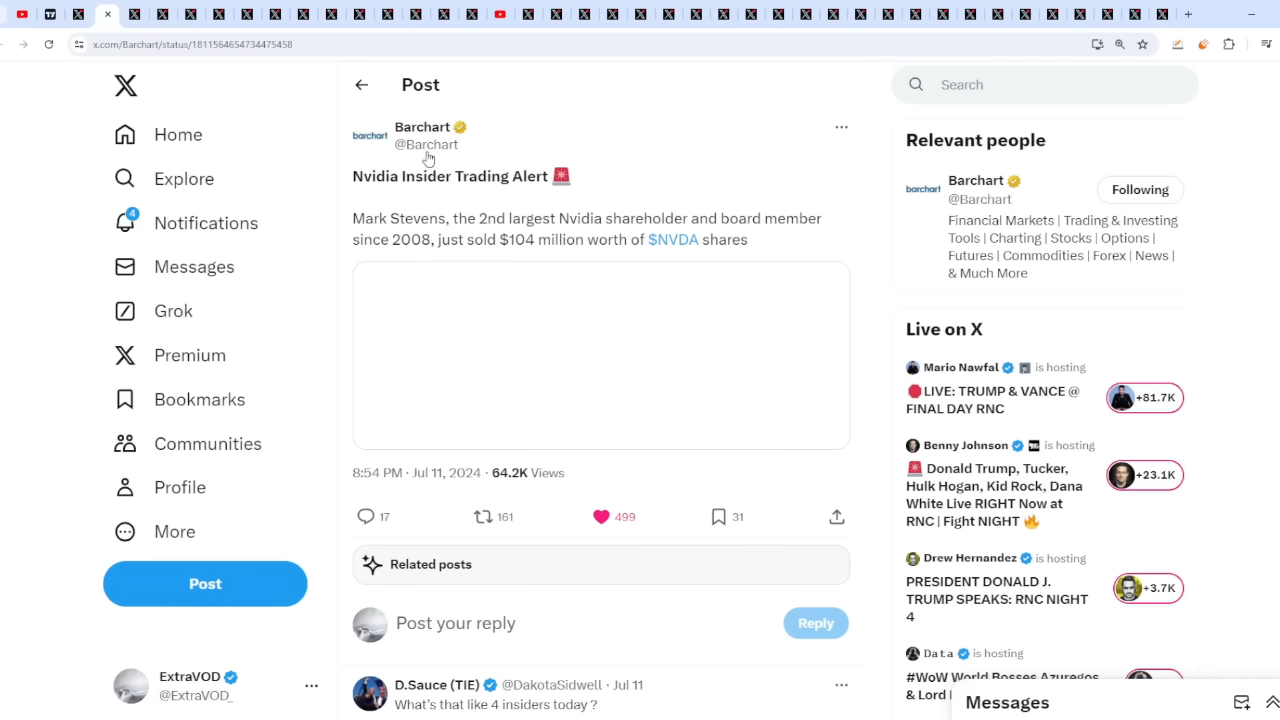 x.com/Barchart/status/1811564654734475458
Home
Explore
4
Notifications
Messages
Grok
Premium
Bookmarks
Communities
Profile
More
Post
ExtraVOD
@ExtraVOD_
Post
barchart
Barchart
@Barchart
Nvidia Insider Trading Alert 🚨
Mark Stevens, the 2nd largest Nvidia shareholder and board member
since 2008, just sold $104 million worth of $NVDA shares
8:54 PM · Jul 11, 2024 · 64.2K Views
17
161
499
31
Related posts
Post your reply
Reply
D.Sauce (TIE) @DakotaSidwell · Jul 11
What's that like 4 insiders today ?
Search
Relevant people
barchart
Barchart
@Barchart
Following
Financial Markets | Trading & Investing
Tools | Charting | Stocks | Options |
Futures | Commodities | Forex | News |
& Much More
Live on X
Mario Nawfal is hosting
🛑LIVE: TRUMP & VANCE @
FINAL DAY RNC
+81.7K
Benny Johnson is hosting
🚨 Donald Trump, Tucker,
Hulk Hogan, Kid Rock, Dana
White Live RIGHT Now at
RNC | Fight NIGHT 🔥
+23.1K
Drew Hernandez is hosting
PRESIDENT DONALD J.
TRUMP SPEAKS: RNC NIGHT
4
+3.7K
Data is hosting
#WoW World Bosses Azuregos
& Lord
Messages